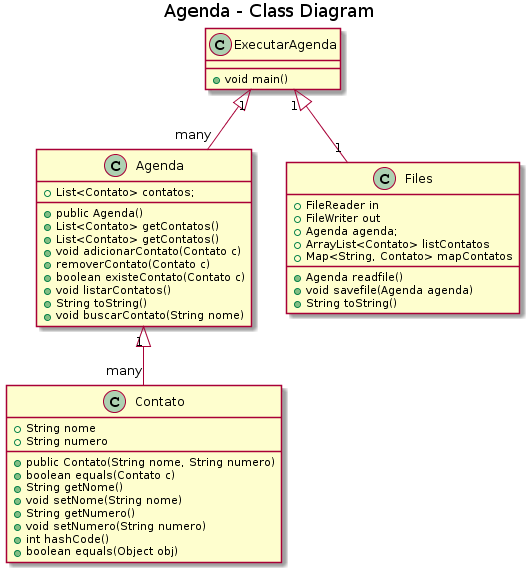 Agenda - Class Diagram
C ExecutarAgenda
void main()
1
1
many
1
C Agenda
List<Contato> contatos;
public Agenda()
List<Contato> getContatos()
List<Contato> getContatos()
void adicionarContato(Contato c)
removerContato(Contato c)
boolean existeContato(Contato c)
void listarContatos()
String toString()
void buscarContato(String nome)
C Files
FileReader in
FileWriter out
Agenda agenda;
ArrayList<Contato> listContatos
Map<String, Contato> mapContatos
Agenda readfile()
void savefile(Agenda agenda)
String toString()
1
many
C Contato
String nome
String numero
public Contato(String nome, String numero)
boolean equals(Contato c)
String getNome()
void setNome(String nome)
String getNumero()
void setNumero(String numero)
int hashCode()
boolean equals(Object obj)